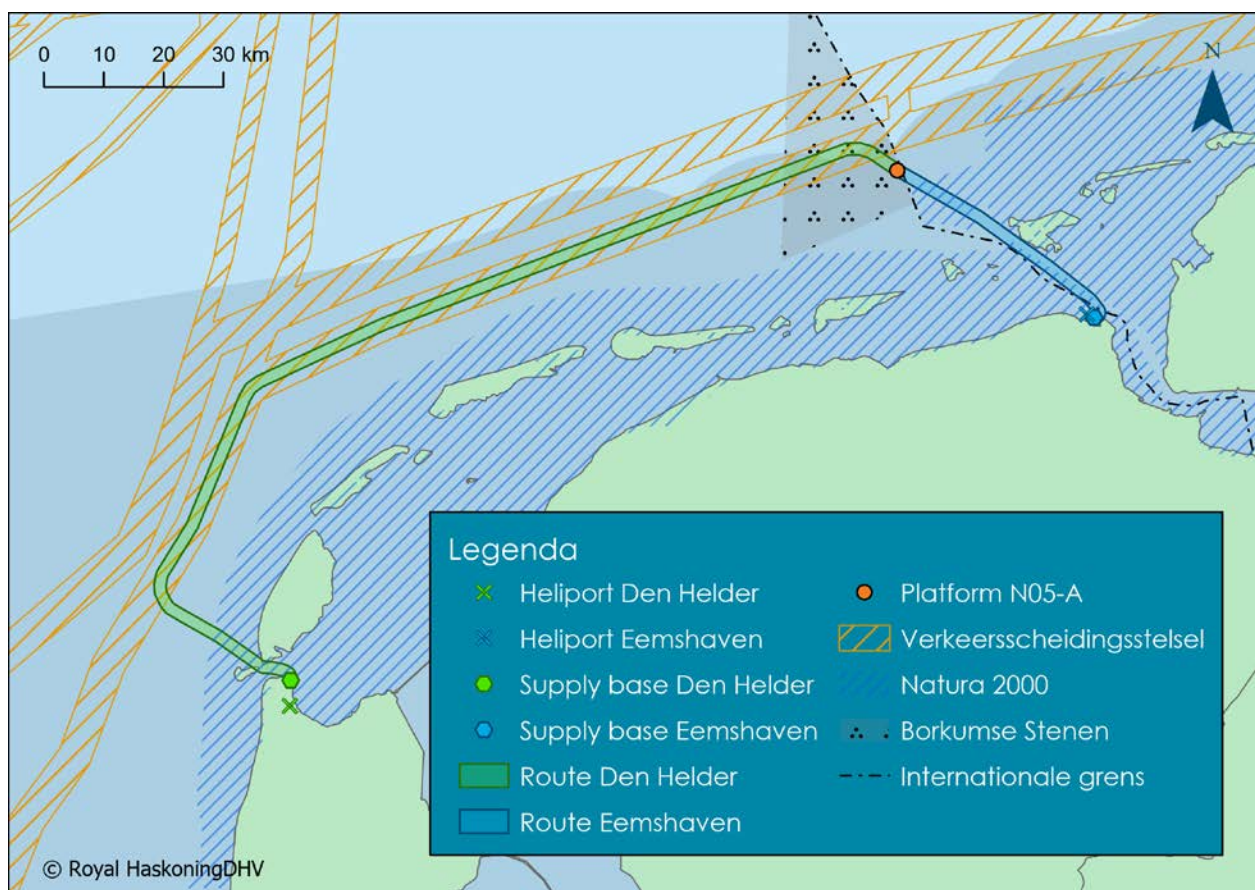 0 10 20 30 km
N
Legenda
Heliport Den Helder
Heliport Eemshaven
Supply base Den Helder
Supply base Eemshaven
Route Den Helder
Route Eemshaven
Platform N05-A
Verkeersscheidingsstelsel
Natura 2000
Borkumse Stenen
Internationale grens
© Royal HaskoningDHV